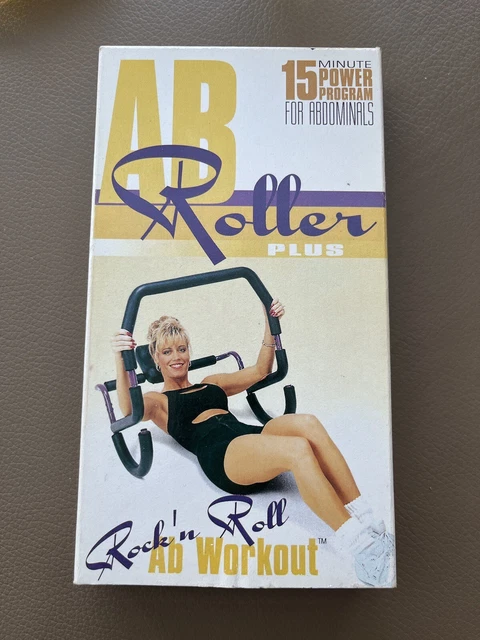 AB
Roller
PLUS
15 MINUTE
POWER
PROGRAM
FOR ABDOMINALS
Rock 'n Roll
Ab Workout™